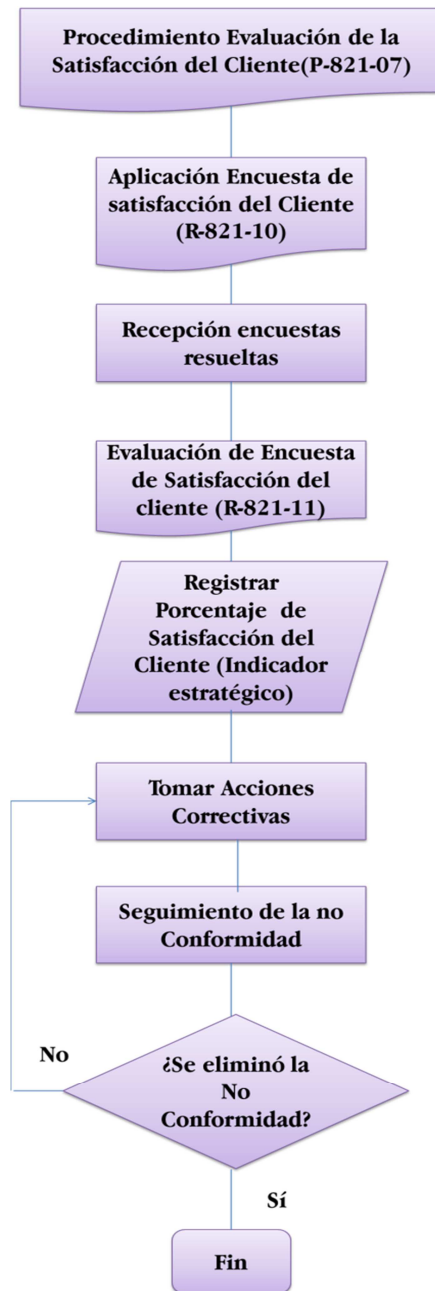 Procedimiento Evaluación de la
Satisfacción del Cliente(P-821-07)
Aplicación Encuesta de
satisfacción del Cliente
(R-821-10)
Recepción encuestas
resueltas
Evaluación de Encuesta
de Satisfacción del
cliente (R-821-11)
Registrar
Porcentaje de
Satisfacción del
Cliente (Indicador
estratégico)
Tomar Acciones
Correctivas
Seguimiento de la no
Conformidad
No
¿Se eliminó la
No
Conformidad?
Sí
Fin